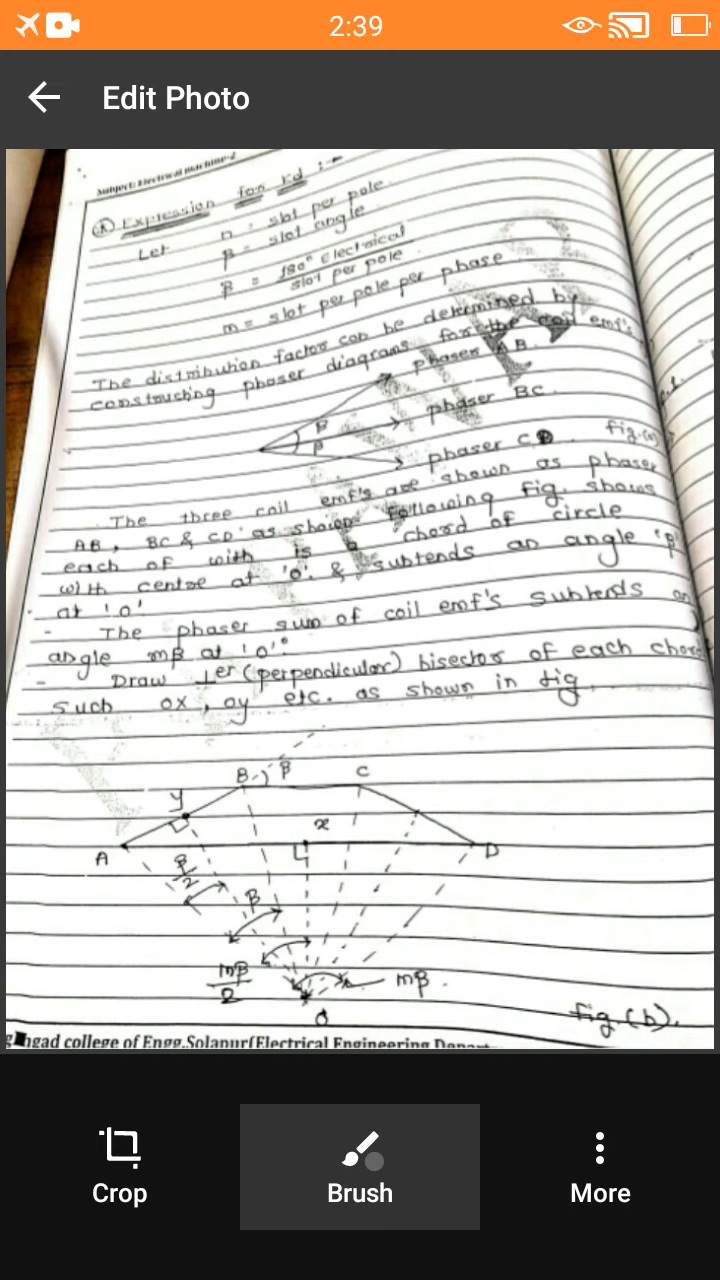 2:39
Edit Photo
Subject: Electrical machine-2
(A) Expression for kd :-
Let n = slot per pole
β = slot angle
β = 180° electrical
slot per pole
m = slot per pole per phase
The distribution factor can be determined by
constructing phaser diagrams for the coil emf's
phaser AB.
β
phaser BC
β
phaser CD. fig.(a)
The three coil emf's are shown as phaser
AB, BC & CD as shown following fig. shows
each of with is a chord of circle
with centre at 'o'. & subtends an angle 'β'
at 'o'
- The phaser sum of coil emf's subtends an
angle mβ at 'o'.
- Draw ⊥er (perpendicular) bisector of each chord
such ox, oy etc. as shown in fig
B β C
y
x
A D
β
2
β
mβ
2
mβ.
o
fig.(b).
gad college of Engg.Solapur(Electrical Engineering
Crop
Brush
More